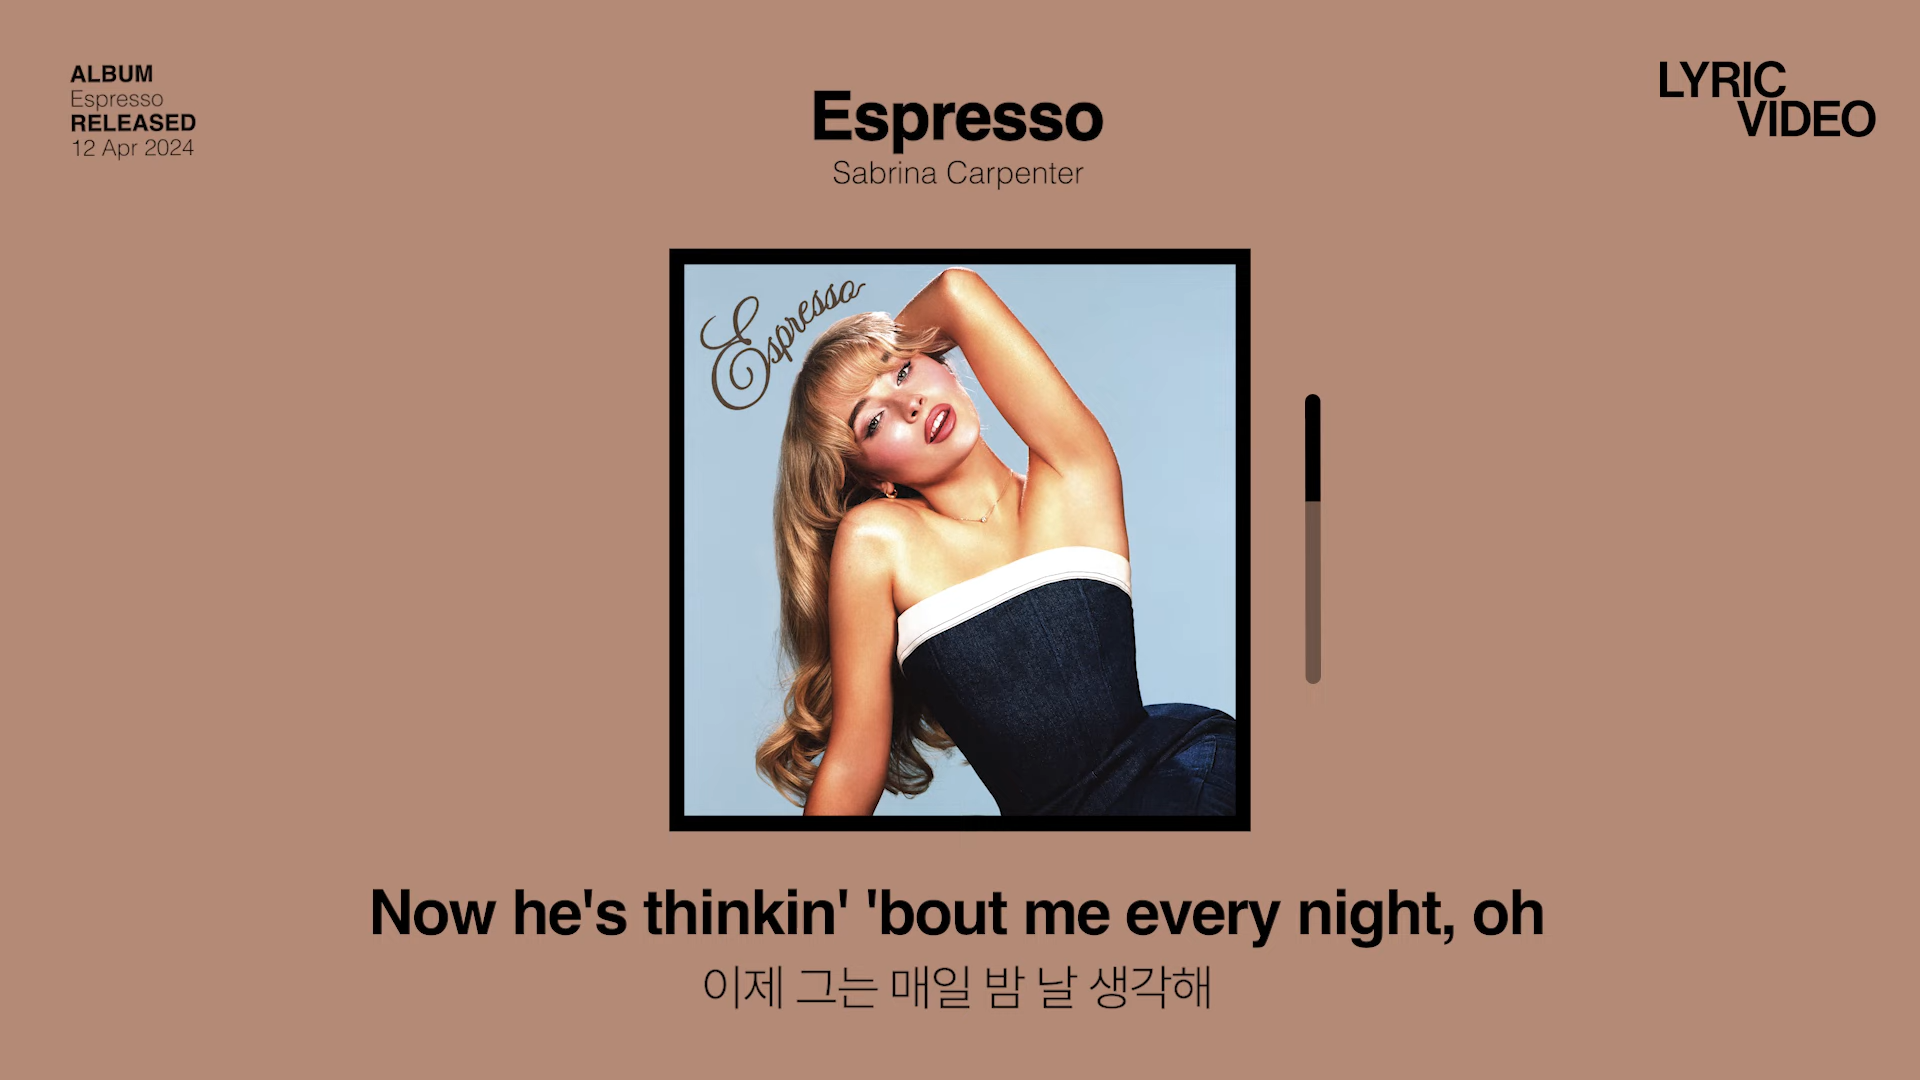 ALBUM
Espresso
RELEASED
12 Apr 2024
Espresso
Sabrina Carpenter
LYRIC
VIDEO
Espresso
Now he's thinkin' 'bout me every night, oh
이제 그는 매일 밤 날 생각해